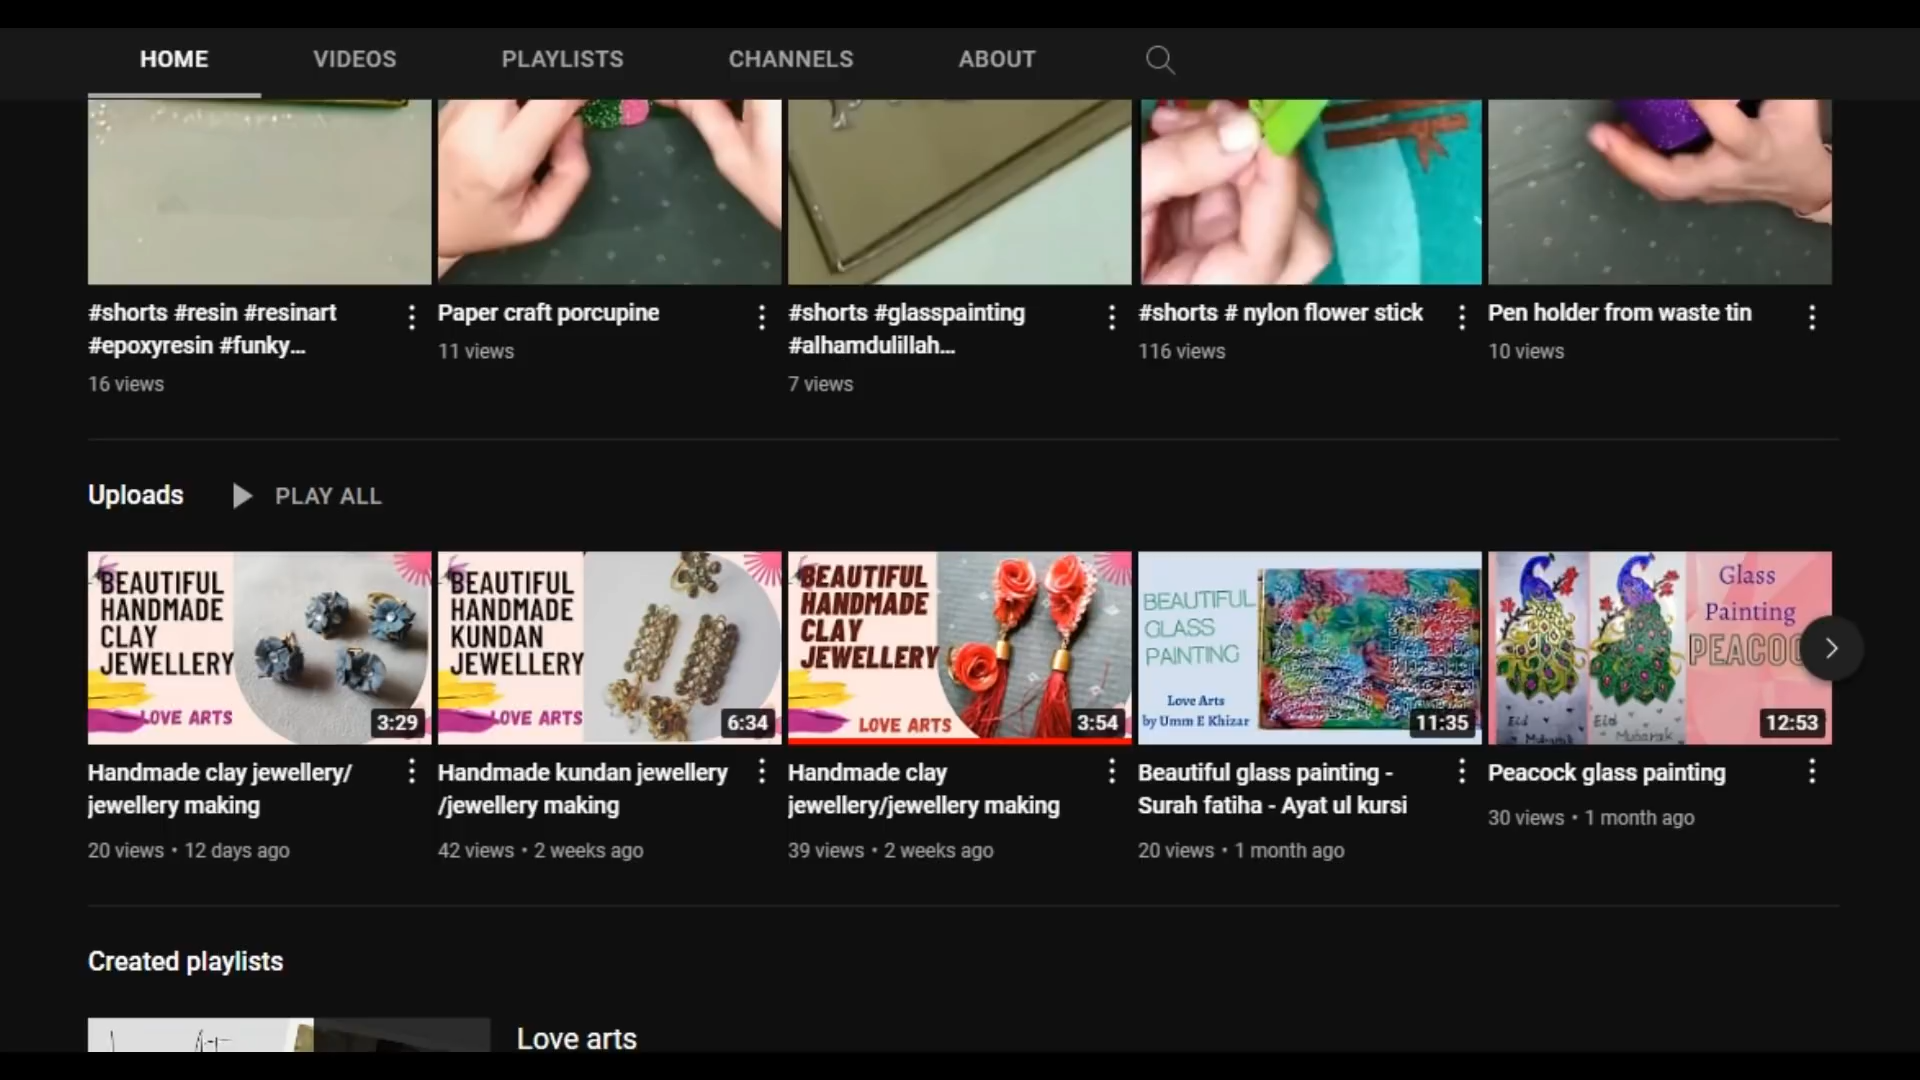 HOME VIDEOS PLAYLISTS CHANNELS ABOUT
#shorts #resin #resinart
#epoxyresin #funky...
16 views
Paper craft porcupine
11 views
#shorts #glasspainting
#alhamdulillah...
7 views
#shorts # nylon flower stick
116 views
Pen holder from waste tin
10 views
Uploads PLAY ALL
BEAUTIFUL
HANDMADE
CLAY
JEWELLERY
LOVE ARTS
3:29
BEAUTIFUL
HANDMADE
KUNDAN
JEWELLERY
LOVE ARTS
6:34
BEAUTIFUL
HANDMADE
CLAY
JEWELLERY
LOVE ARTS
3:54
BEAUTIFUL
GLASS
PAINTING
Love Arts
by Umm E Khizar
11:35
Glass
Painting
PEACOC
Eid
Mubarak
Eid
Mubarak
12:53
Handmade clay jewellery/
jewellery making
20 views • 12 days ago
Handmade kundan jewellery
/jewellery making
42 views • 2 weeks ago
Handmade clay
jewellery/jewellery making
39 views • 2 weeks ago
Beautiful glass painting -
Surah fatiha - Ayat ul kursi
20 views • 1 month ago
Peacock glass painting
30 views • 1 month ago
Created playlists
Love arts